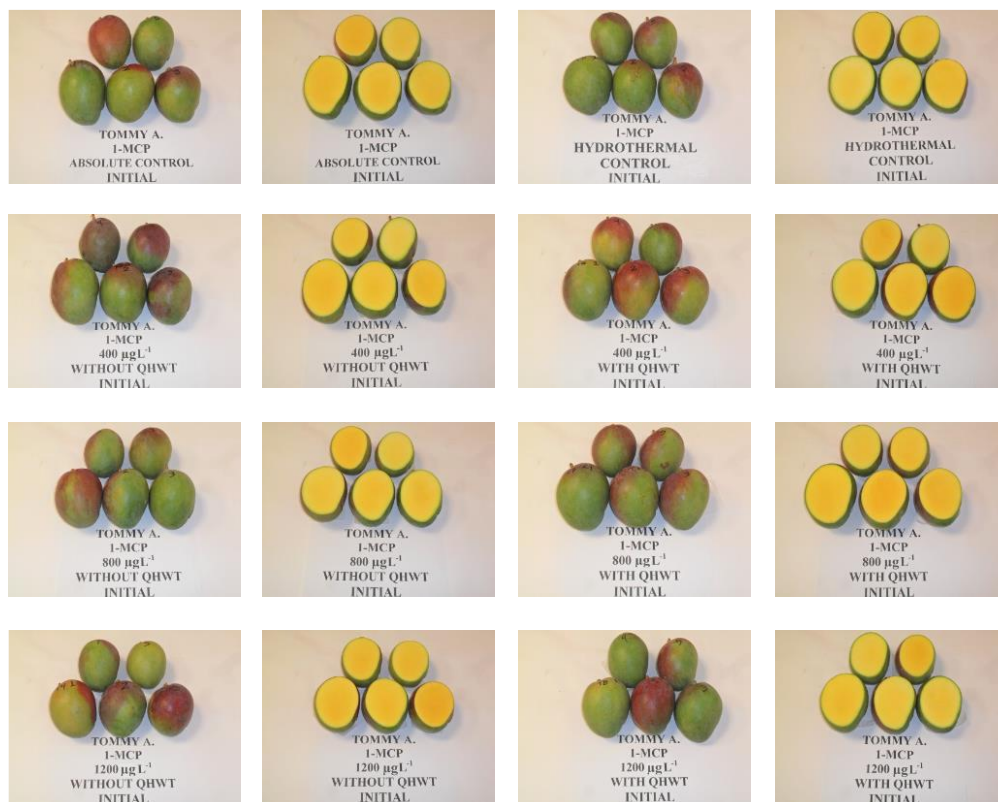 TOMMY A.
1-MCP
ABSOLUTE CONTROL
INITIAL
TOMMY A.
1-MCP
ABSOLUTE CONTROL
INITIAL
TOMMY A.
1-MCP
HYDROTHERMAL
CONTROL
INITIAL
TOMMY A.
1-MCP
HYDROTHERMAL
CONTROL
INITIAL
TOMMY A.
1-MCP
400 µgL⁻¹
WITHOUT QHWT
INITIAL
TOMMY A.
1-MCP
400 µgL⁻¹
WITHOUT QHWT
INITIAL
TOMMY A.
1-MCP
400 µgL⁻¹
WITH QHWT
INITIAL
TOMMY A.
1-MCP
400 µgL⁻¹
WITH QHWT
INITIAL
TOMMY A.
1-MCP
800 µgL⁻¹
WITHOUT QHWT
INITIAL
TOMMY A.
1-MCP
800 µgL⁻¹
WITHOUT QHWT
INITIAL
TOMMY A.
1-MCP
800 µgL⁻¹
WITH QHWT
INITIAL
TOMMY A.
1-MCP
800 µgL⁻¹
WITH QHWT
INITIAL
TOMMY A.
1-MCP
1200 µgL⁻¹
WITHOUT QHWT
INITIAL
TOMMY A.
1-MCP
1200 µgL⁻¹
WITHOUT QHWT
INITIAL
TOMMY A.
1-MCP
1200 µgL⁻¹
WITH QHWT
INITIAL
TOMMY A.
1-MCP
1200 µgL⁻¹
WITH QHWT
INITIAL